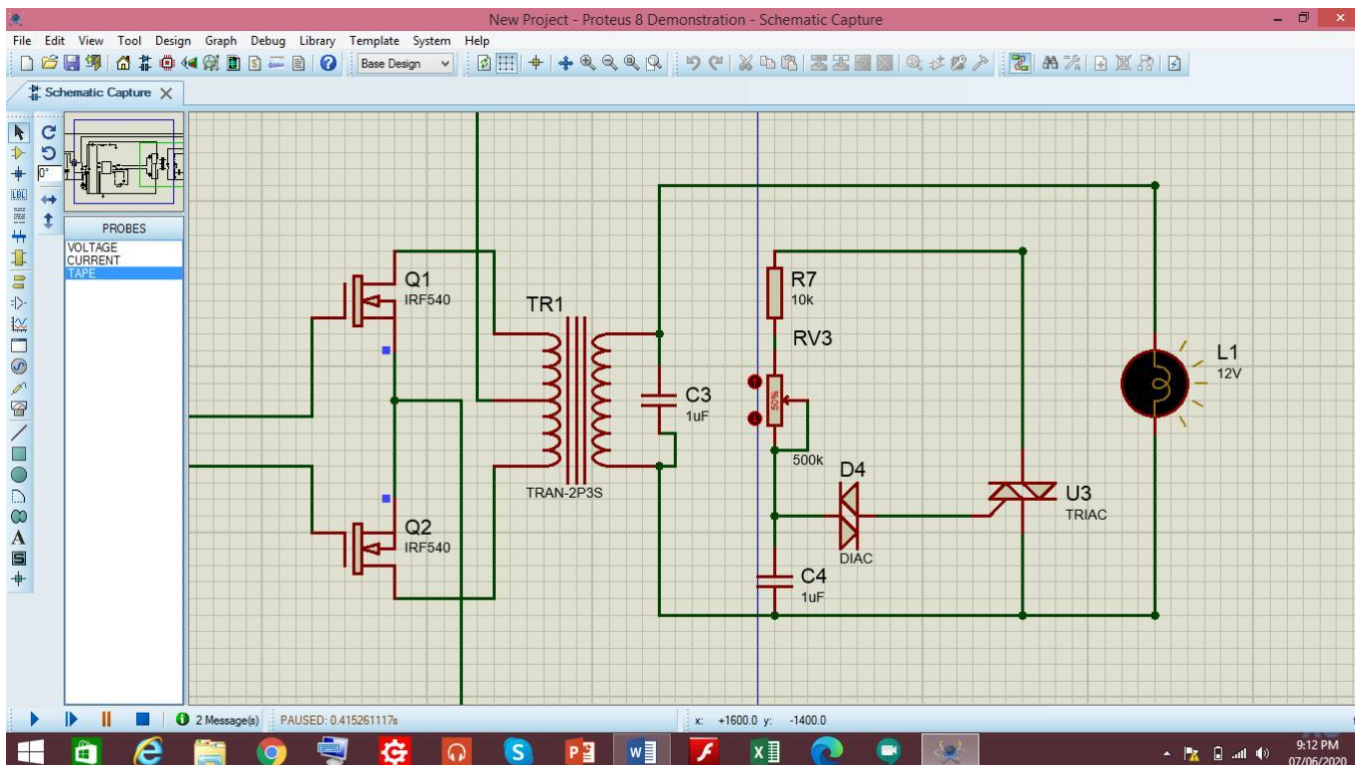 New Project - Proteus 8 Demonstration - Schematic Capture
File Edit View Tool Design Graph Debug Library Template System Help
Base Design
Schematic Capture
0°
LBL
PROBES
VOLTAGE
CURRENT
TAPE
Q1
IRF540
TR1
TRAN-2P3S
Q2
IRF540
C3
1uF
R7
10k
RV3
50%
500k
D4
DIAC
C4
1uF
U3
TRIAC
L1
12V
2 Message(s)
PAUSED: 0.415261117s
x: +1600.0 y: -1400.0
9:12 PM
07/06/2020